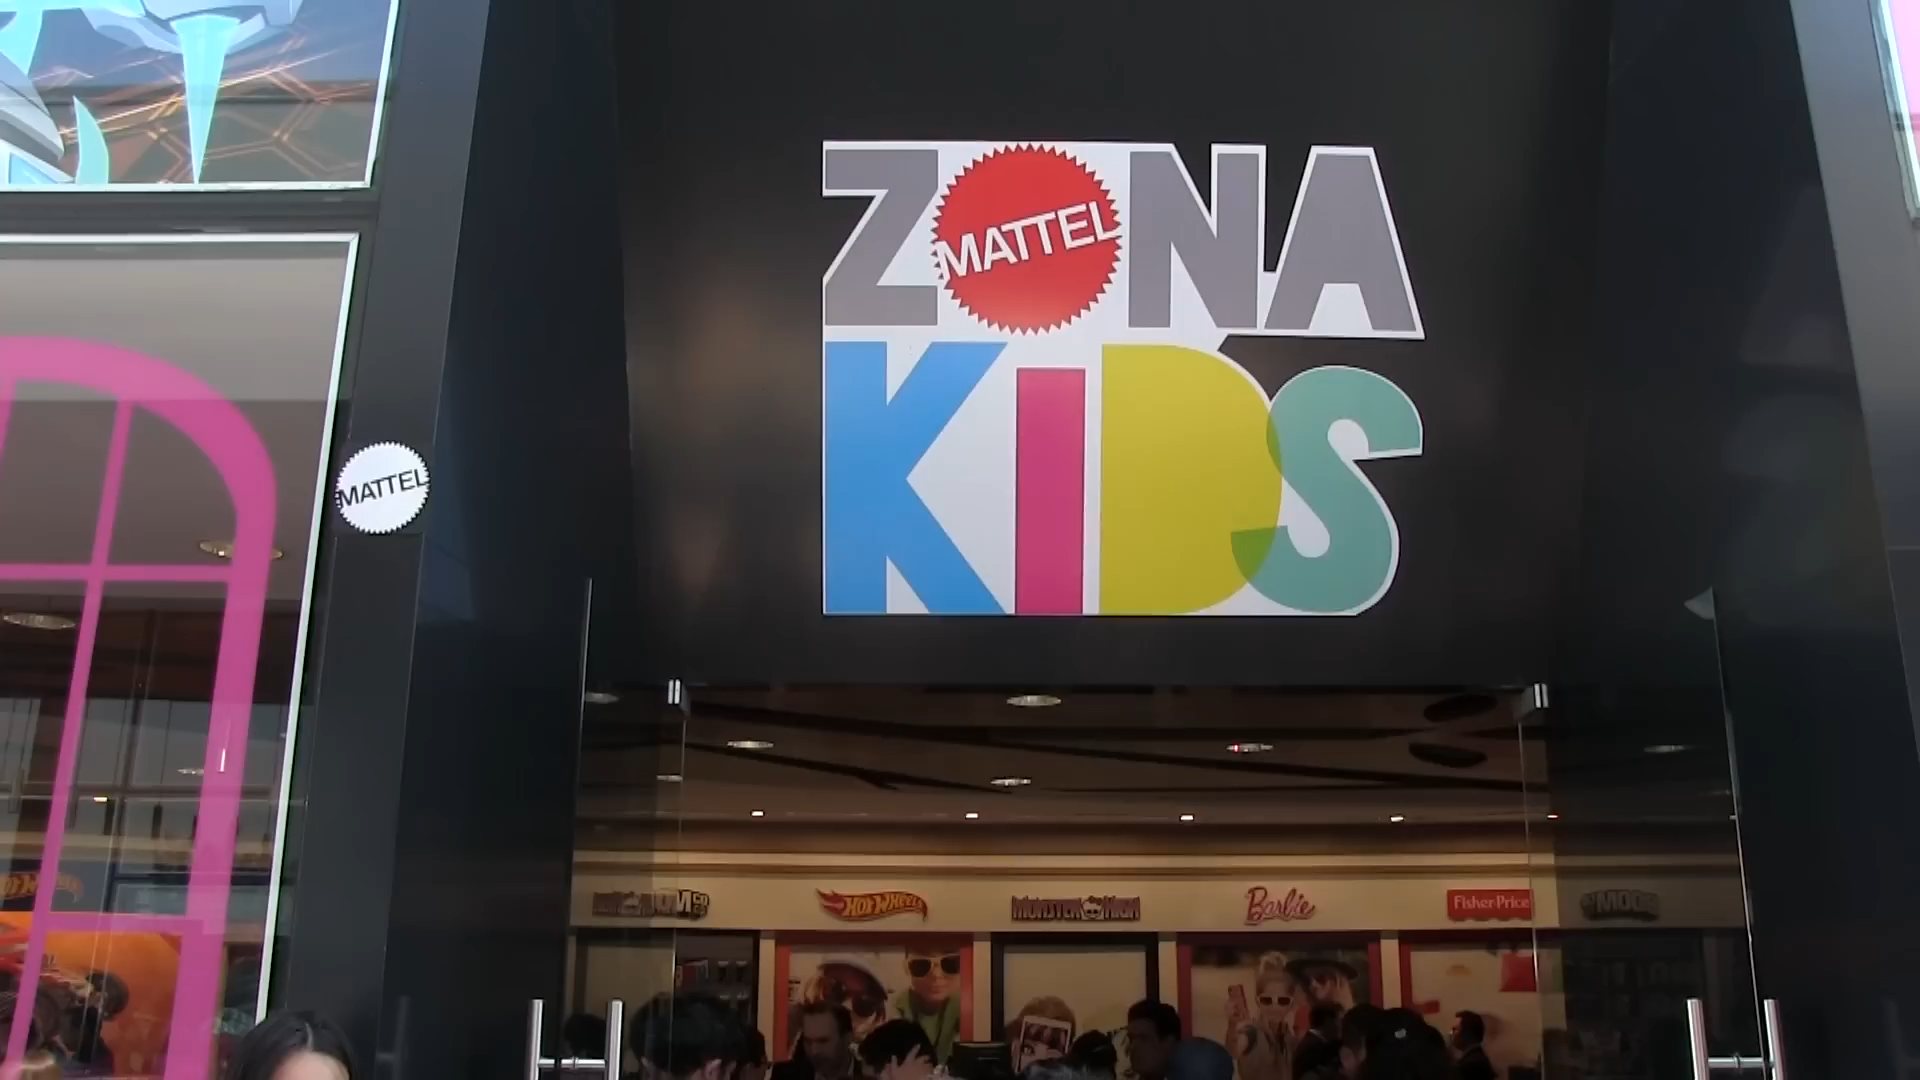 ZONA
MATTEL
KIDS
MATTEL
Hot Wheels
MONSTER HIGH
Barbie
Fisher-Price